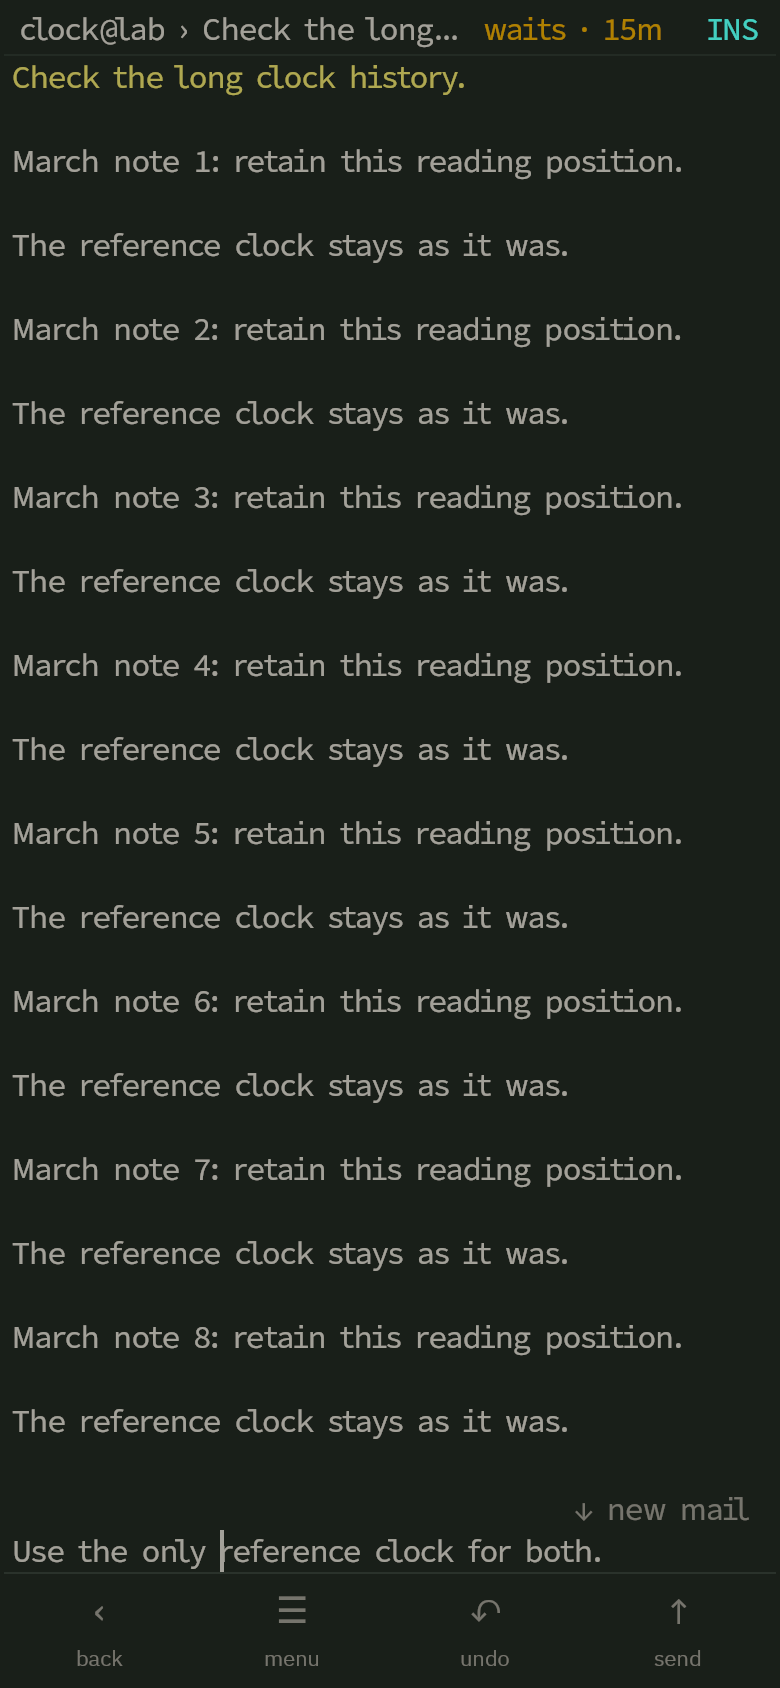 clock@lab › Check the long… waits · 15m INS
Check the long clock history.
March note 1: retain this reading position.
The reference clock stays as it was.
March note 2: retain this reading position.
The reference clock stays as it was.
March note 3: retain this reading position.
The reference clock stays as it was.
March note 4: retain this reading position.
The reference clock stays as it was.
March note 5: retain this reading position.
The reference clock stays as it was.
March note 6: retain this reading position.
The reference clock stays as it was.
March note 7: retain this reading position.
The reference clock stays as it was.
March note 8: retain this reading position.
The reference clock stays as it was.
↓ new mail
Use the only reference clock for both.
‹ ☰ ↶ ↑
back menu undo send